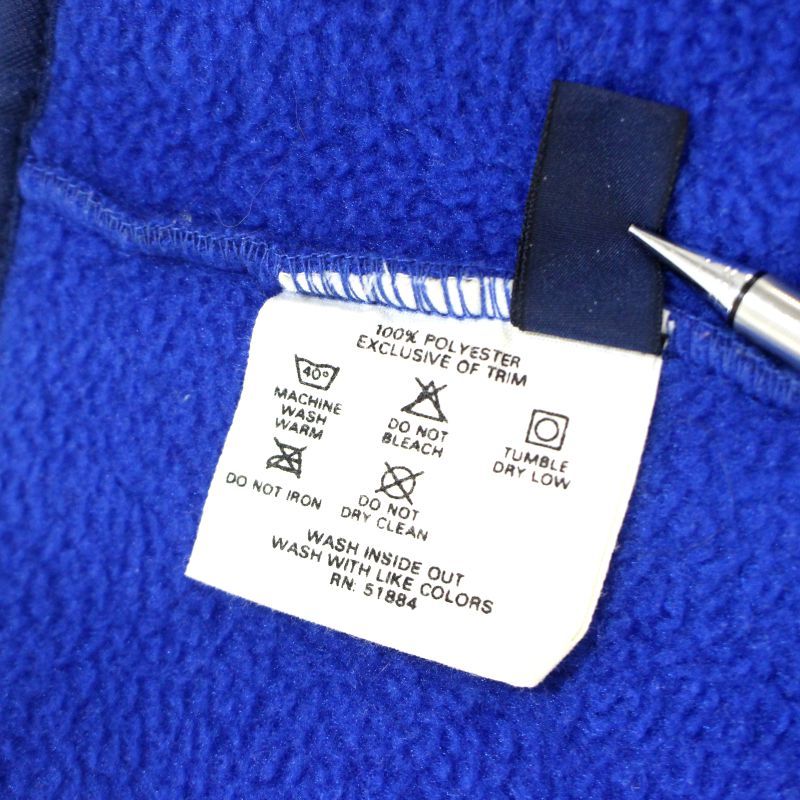 100% POLYESTER
EXCLUSIVE OF TRIM
40°
MACHINE
WASH
WARM
DO NOT
BLEACH
TUMBLE
DRY LOW
DO NOT IRON
DO NOT
DRY CLEAN
WASH INSIDE OUT
WASH WITH LIKE COLORS
RN: 51884